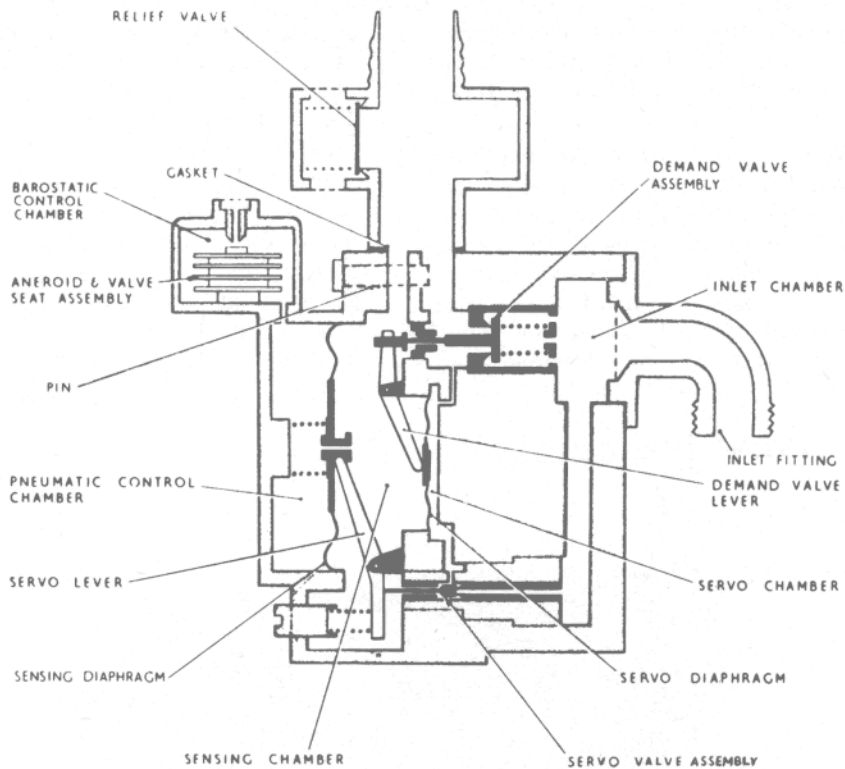 RELIEF VALVE
GASKET
DEMAND VALVE
ASSEMBLY
BAROSTATIC
CONTROL
CHAMBER
ANEROID & VALVE
SEAT ASSEMBLY
INLET CHAMBER
PIN
INLET FITTING
PNEUMATIC CONTROL
CHAMBER
DEMAND VALVE
LEVER
SERVO LEVER
SERVO CHAMBER
SENSING DIAPHRAGM
SERVO DIAPHRAGM
SENSING CHAMBER
SERVO VALVE ASSEMBLY